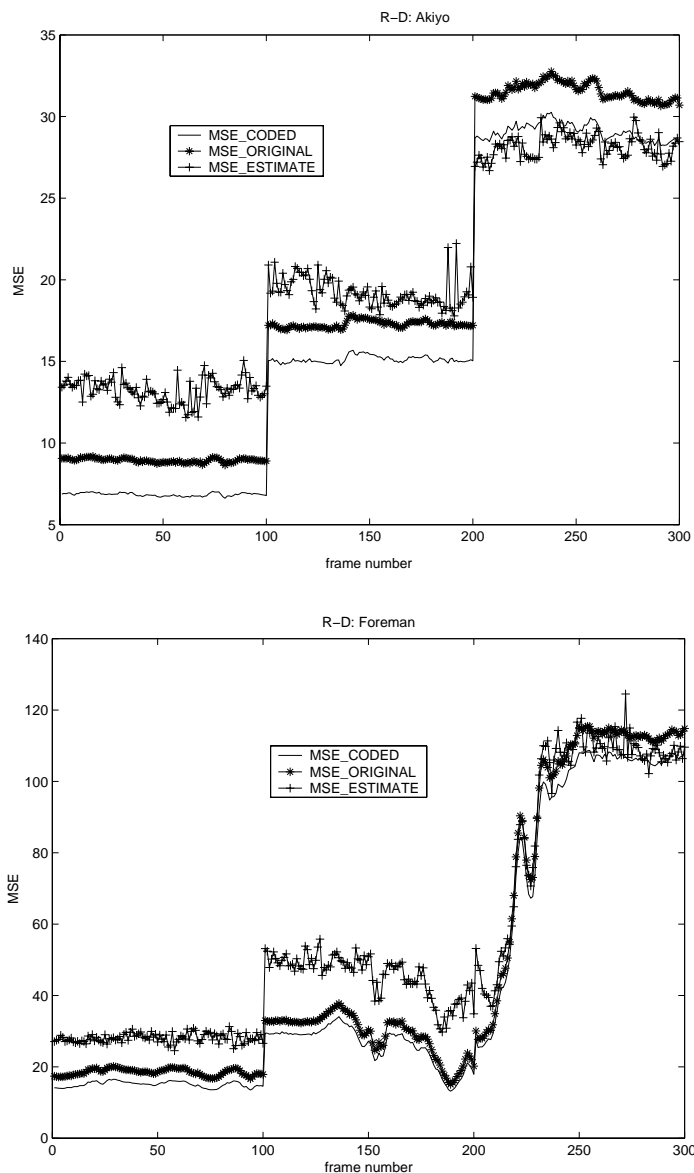 R-D: Akiyo
35
30
25
20
15
10
5
MSE
MSE_CODED
MSE_ORIGINAL
MSE_ESTIMATE
0 50 100 150 200 250 300
frame number
R-D: Foreman
140
120
100
80
60
40
20
0
MSE
MSE_CODED
MSE_ORIGINAL
MSE_ESTIMATE
0 50 100 150 200 250 300
frame number